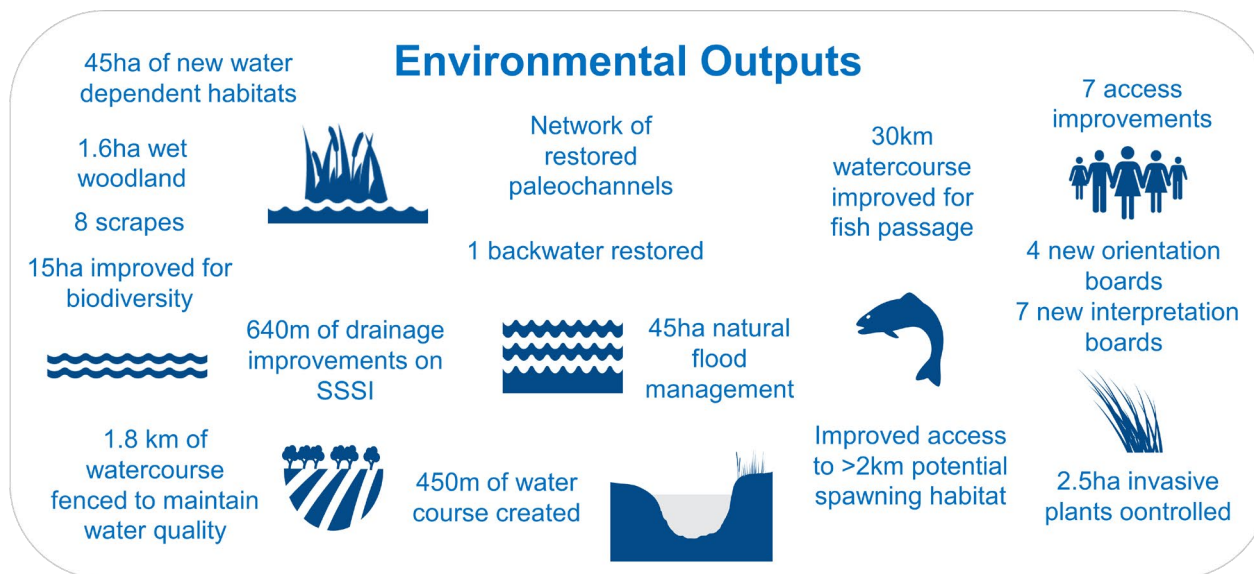 Environmental Outputs
45ha of new water
dependent habitats
1.6ha wet
woodland
8 scrapes
15ha improved for
biodiversity
640m of drainage
improvements on
SSSI
1.8 km of
watercourse
fenced to maintain
water quality
Network of
restored
paleochannels
1 backwater restored
45ha natural
flood
management
450m of water
course created
30km
watercourse
improved for
fish passage
Improved access
to >2km potential
spawning habitat
7 access
improvements
4 new orientation
boards
7 new interpretation
boards
2.5ha invasive
plants oontrolled